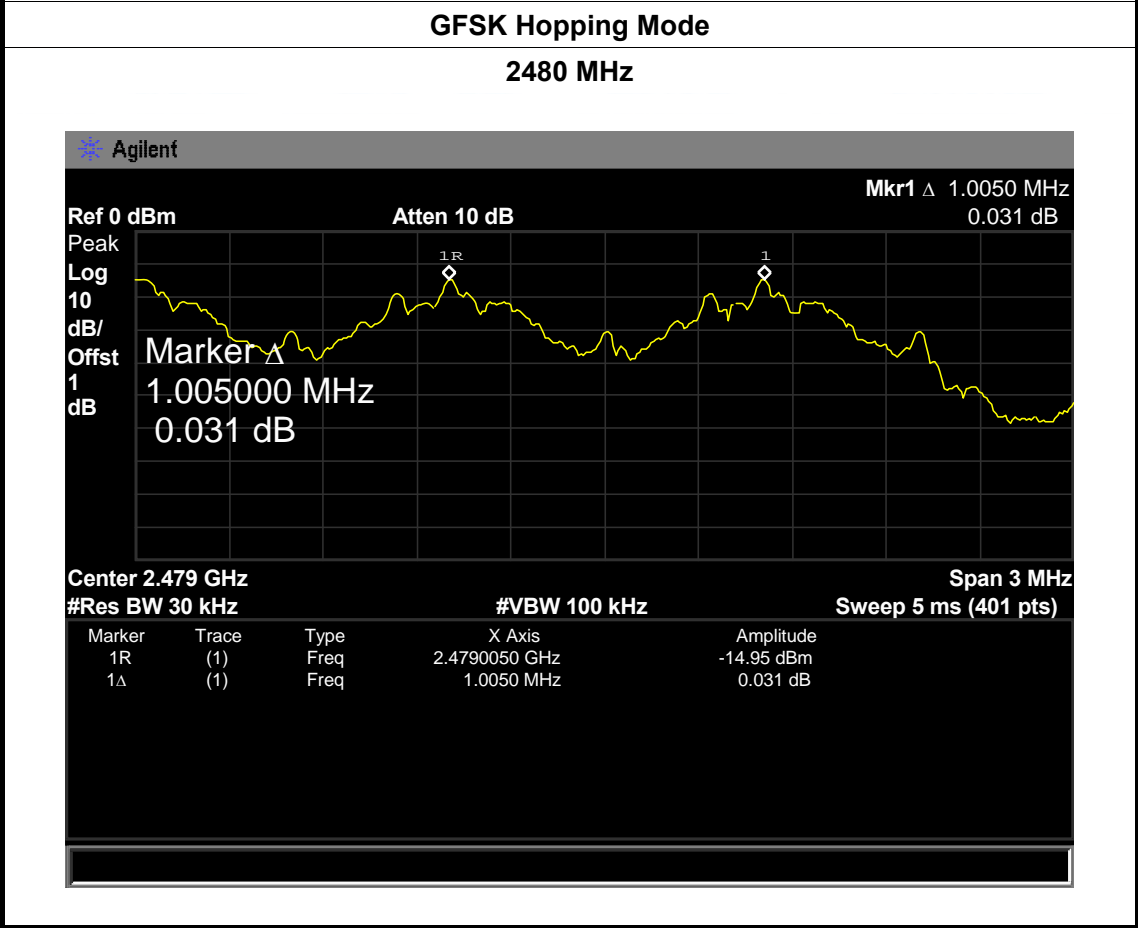 GFSK Hopping Mode
2480 MHz
Agilent
Mkr1 Δ 1.0050 MHz
Ref 0 dBm Atten 10 dB 0.031 dB
Peak
Log
10
dB/
Offst
1
dB
1R 1
Marker Δ
1.005000 MHz
0.031 dB
Center 2.479 GHz Span 3 MHz
#Res BW 30 kHz #VBW 100 kHz Sweep 5 ms (401 pts)
Marker Trace Type X Axis Amplitude
1R (1) Freq 2.4790050 GHz -14.95 dBm
1Δ (1) Freq 1.0050 MHz 0.031 dB